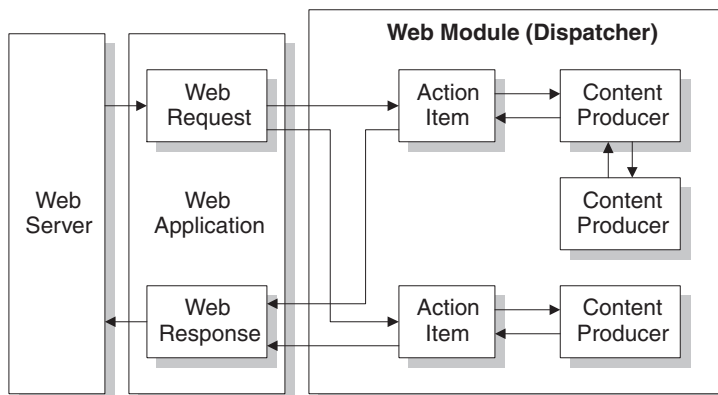 Web Module (Dispatcher)
Web
Request
Action
Item
Content
Producer
Web
Server
Web
Application
Content
Producer
Web
Response
Action
Item
Content
Producer